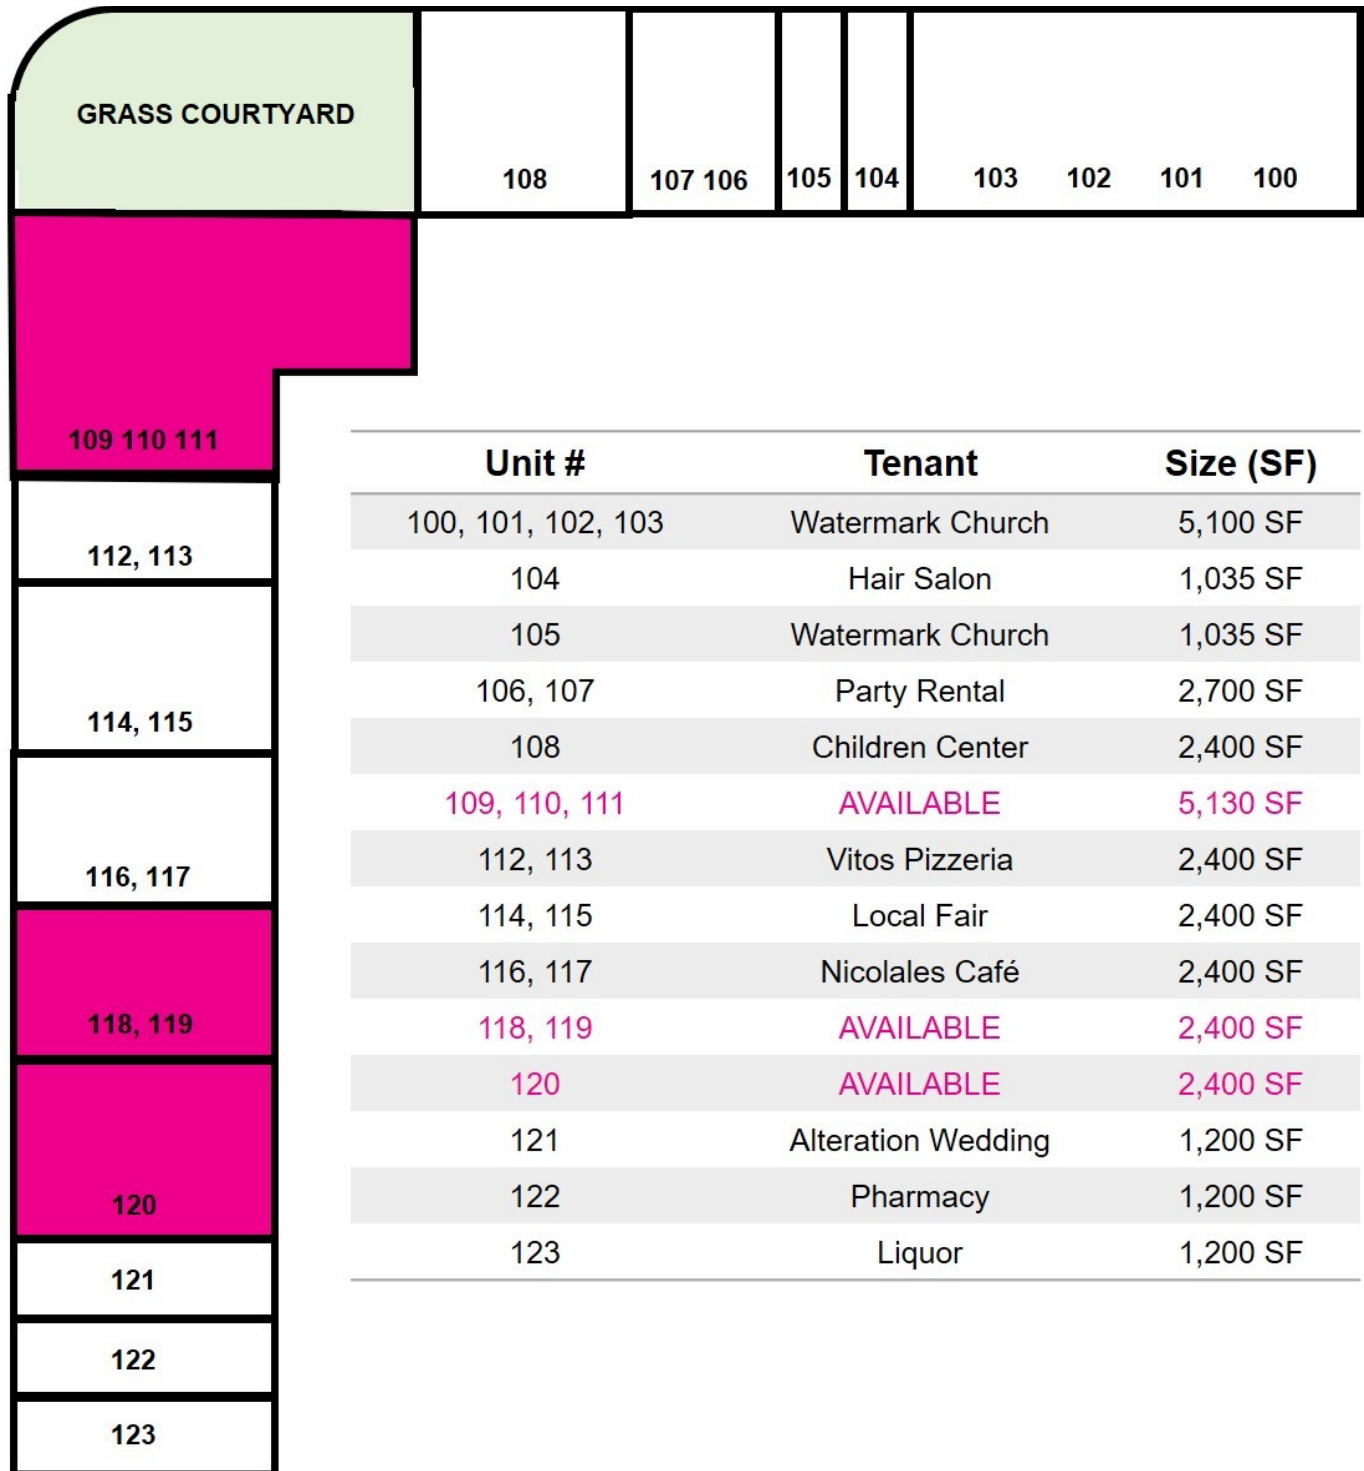 GRASS COURTYARD
108
107 106
105
104
103 102 101 100
109 110 111
112, 113
114, 115
116, 117
118, 119
120
121
122
123
Unit # Tenant Size (SF)
100, 101, 102, 103 Watermark Church 5,100 SF
104 Hair Salon 1,035 SF
105 Watermark Church 1,035 SF
106, 107 Party Rental 2,700 SF
108 Children Center 2,400 SF
109, 110, 111 AVAILABLE 5,130 SF
112, 113 Vitos Pizzeria 2,400 SF
114, 115 Local Fair 2,400 SF
116, 117 Nicolales Café 2,400 SF
118, 119 AVAILABLE 2,400 SF
120 AVAILABLE 2,400 SF
121 Alteration Wedding 1,200 SF
122 Pharmacy 1,200 SF
123 Liquor 1,200 SF